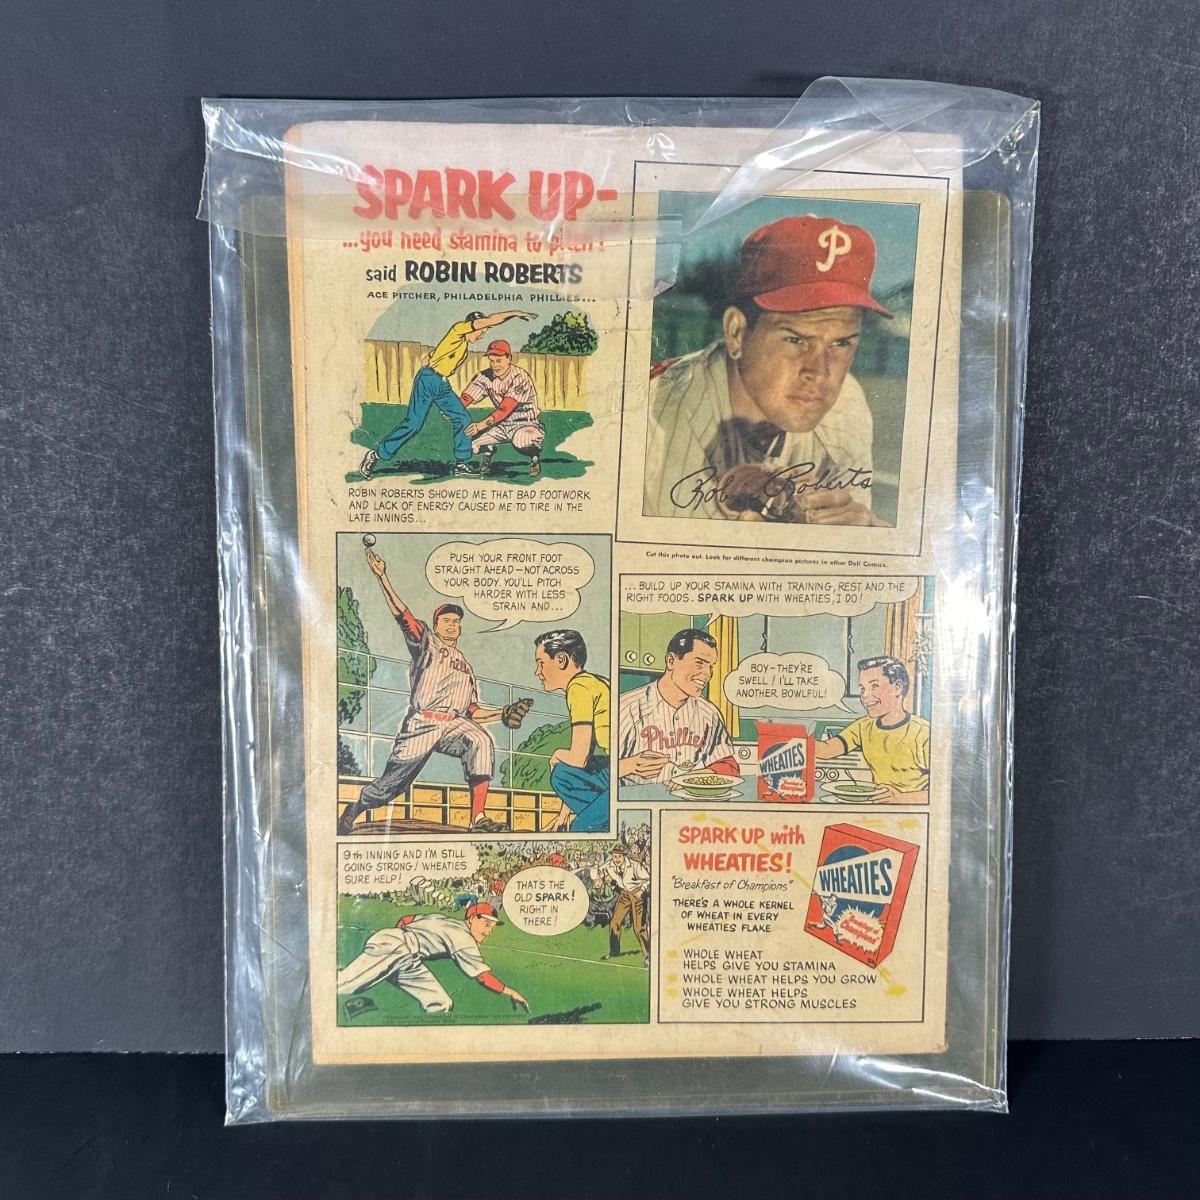 SPARK UP-
...you need stamina to pitch!
said ROBIN ROBERTS
ACE PITCHER, PHILADELPHIA PHILLIES...
ROBIN ROBERTS SHOWED ME THAT BAD FOOTWORK
AND LACK OF ENERGY CAUSED ME TO TIRE IN THE
LATE INNINGS...
P
Robin Roberts
Cut this photo out. Look for different champion pictures in other Dell Comics.
PUSH YOUR FRONT FOOT
STRAIGHT AHEAD—NOT ACROSS
YOUR BODY. YOU'LL PITCH
HARDER WITH LESS
STRAIN AND...
Phillies
...BUILD UP YOUR STAMINA WITH TRAINING, REST AND THE
RIGHT FOODS. SPARK UP WITH WHEATIES, I DO!
BOY-THEY'RE
SWELL! I'LL TAKE
ANOTHER BOWLFUL!
Phillies
WHEATIES
"Breakfast of
Champions"
9th INNING AND I'M STILL
GOING STRONG! WHEATIES
SURE HELP!
THAT'S THE
OLD SPARK!
RIGHT IN
THERE!
SPARK UP with
WHEATIES!
"Breakfast of Champions"
THERE'S A WHOLE KERNEL
OF WHEAT IN EVERY
WHEATIES FLAKE
WHEATIES
"Breakfast of
Champions"
WHOLE WHEAT
HELPS GIVE YOU STAMINA
WHOLE WHEAT HELPS YOU GROW
WHOLE WHEAT HELPS
GIVE YOU STRONG MUSCLES